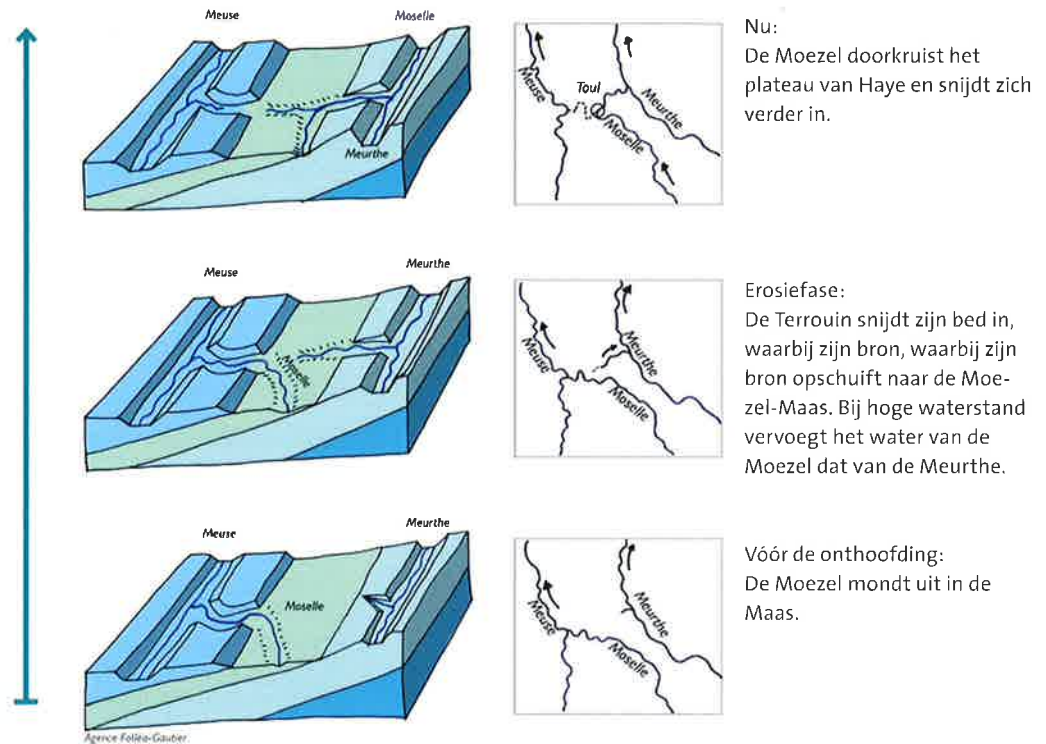 Meuse
Moselle
Meurthe
Meuse
Toul
Moselle
Meurthe
Nu:
De Moezel doorkruist het
plateau van Haye en snijdt zich
verder in.
Meuse
Meurthe
Moselle
Meuse
Meurthe
Moselle
Erosiefase:
De Terrouin snijdt zijn bed in,
waarbij zijn bron, waarbij zijn
bron opschuift naar de Moe-
zel-Maas. Bij hoge waterstand
vervoegt het water van de
Moezel dat van de Meurthe.
Meuse
Meurthe
Moselle
Meuse
Meurthe
Moselle
Vóór de onthoofding:
De Moezel mondt uit in de
Maas.
Agence Folléa-Gautier